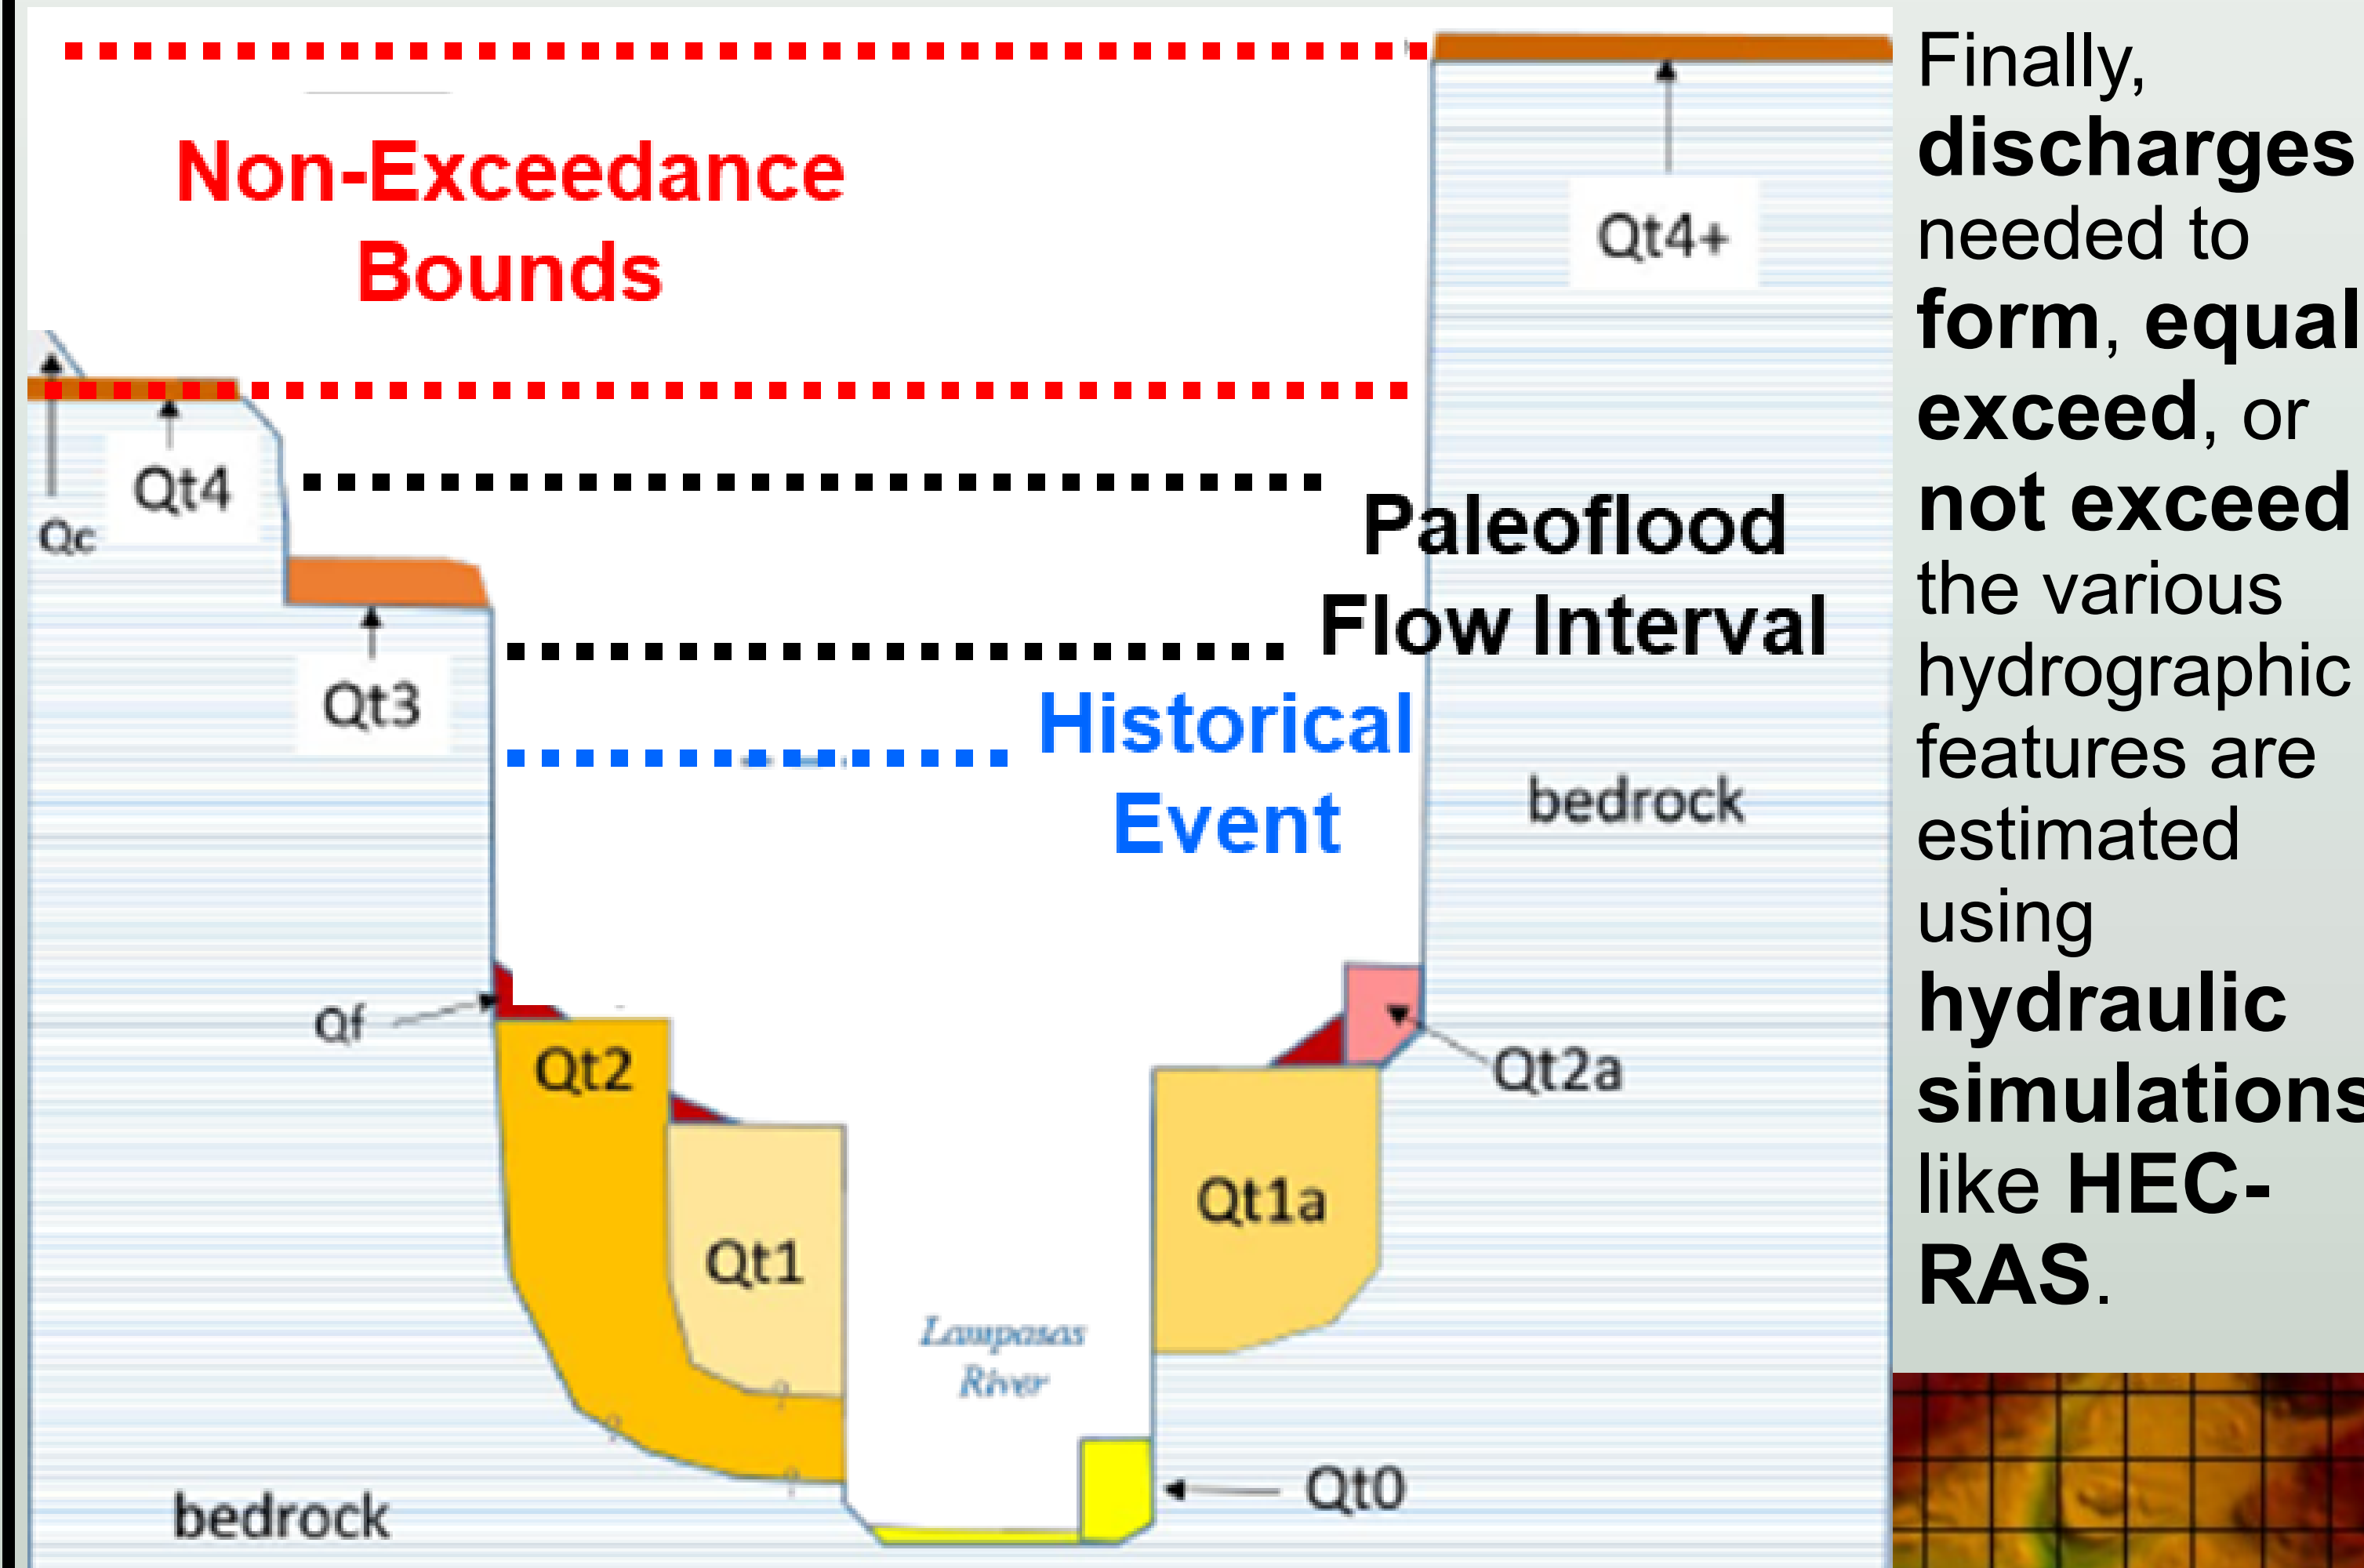 Non-Exceedance
Bounds
Qt4+
Qt4
Qc
Paleoflood
Flow Interval
Qt3
Historical
Event
bedrock
Qf
Qt2
Qt2a
Qt1a
Qt1
Lampasas
River
?
?
?
Qt0
bedrock
Finally,
discharges
needed to
form, equal
exceed, or
not exceed
the various
hydrographic
features are
estimated
using
hydraulic
simulations
like HEC-
RAS.